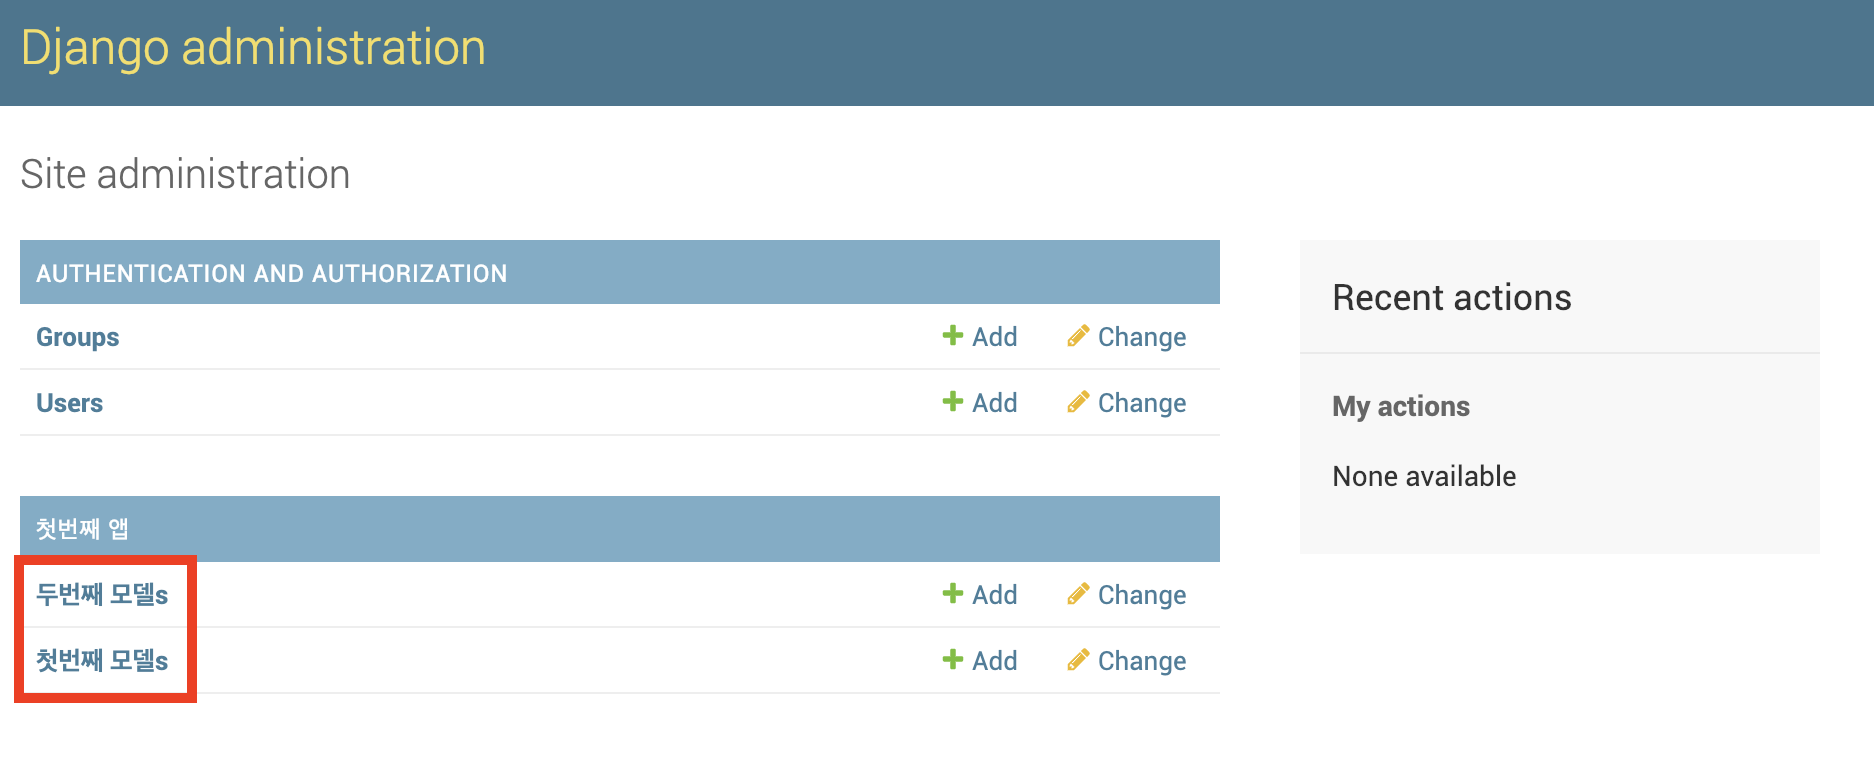 Django administration
Site administration
AUTHENTICATION AND AUTHORIZATION
Groups Add Change
Users Add Change
첫번째 앱
두번째 모델s Add Change
첫번째 모델s Add Change
Recent actions
My actions
None available